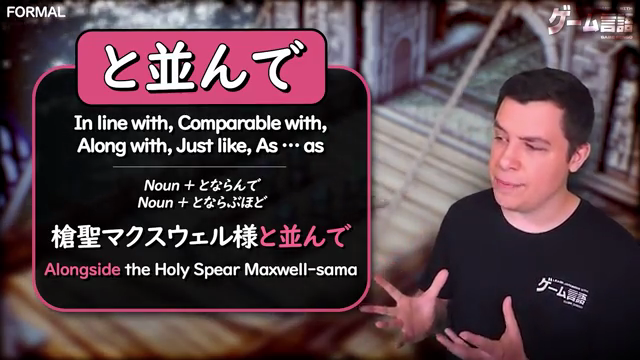 FORMAL
ゲーム言語
と並んで
In line with, Comparable with,
Along with, Just like, As … as
Noun + とならんで
Noun + とならぶほど
槍聖マクスウェル様と並んで
Alongside the Holy Spear Maxwell-sama
ゲーム言語